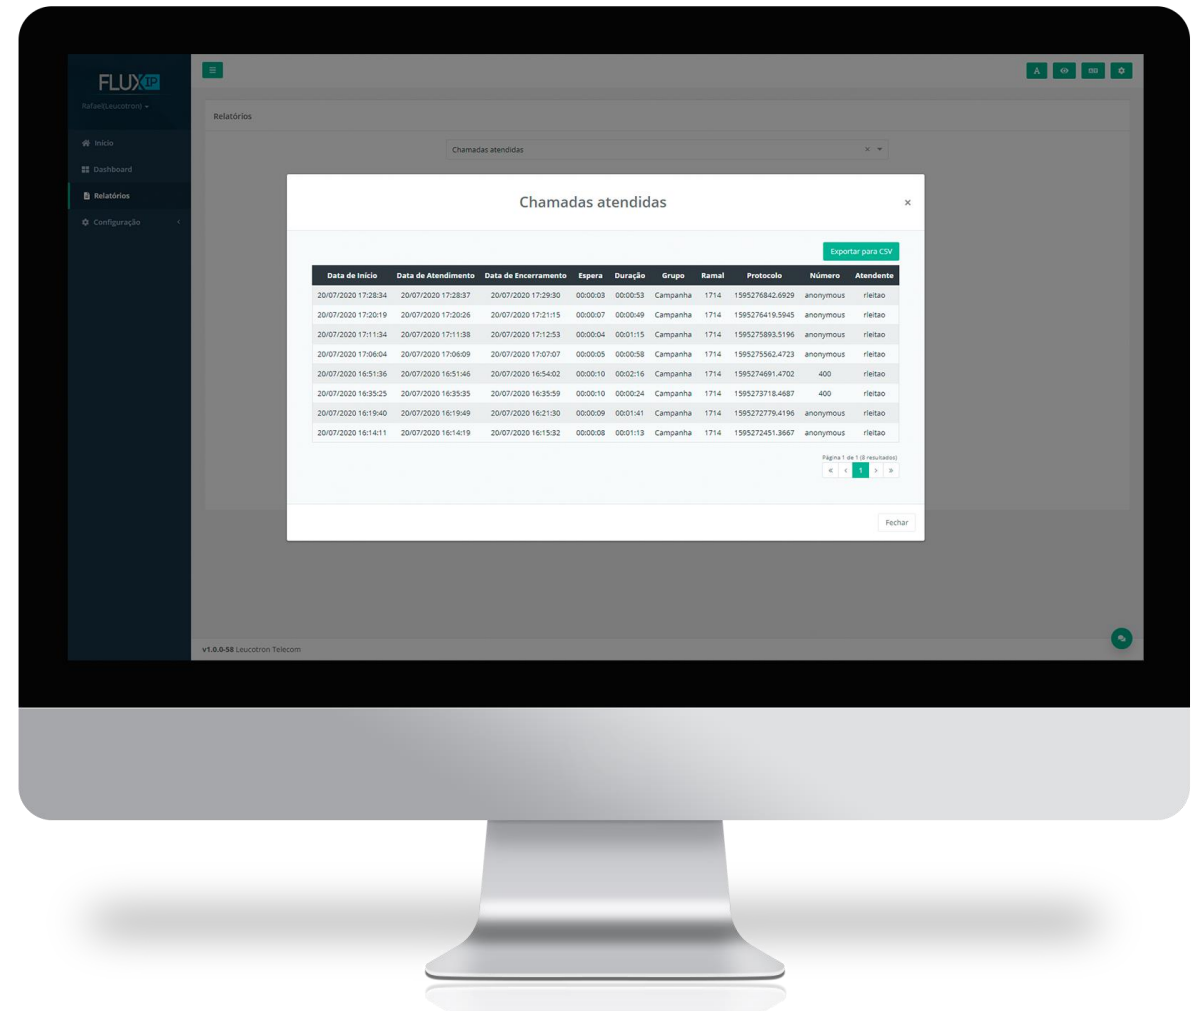 FLUX IP
Rafael(Leucotron)
A
Relatórios
Início
Chamadas atendidas
Dashboard
Relatórios
Configuração
Chamadas atendidas
Exportar para CSV
Data de Início Data de Atendimento Data de Encerramento Espera Duração Grupo Ramal Protocolo Número Atendente
20/07/2020 17:28:34 20/07/2020 17:28:37 20/07/2020 17:29:30 00:00:03 00:00:53 Campanha 1714 1595276842.6929 anonymous rleitao
20/07/2020 17:20:19 20/07/2020 17:20:26 20/07/2020 17:21:15 00:00:07 00:00:49 Campanha 1714 1595276419.5945 anonymous rleitao
20/07/2020 17:11:34 20/07/2020 17:11:38 20/07/2020 17:12:53 00:00:04 00:01:15 Campanha 1714 1595275893.5196 anonymous rleitao
20/07/2020 17:06:04 20/07/2020 17:06:09 20/07/2020 17:07:07 00:00:05 00:00:58 Campanha 1714 1595275562.4723 anonymous rleitao
20/07/2020 16:51:36 20/07/2020 16:51:46 20/07/2020 16:54:02 00:00:10 00:02:16 Campanha 1714 1595274691.4702 400 rleitao
20/07/2020 16:35:25 20/07/2020 16:35:35 20/07/2020 16:35:59 00:00:10 00:00:24 Campanha 1714 1595273718.4687 400 rleitao
20/07/2020 16:19:40 20/07/2020 16:19:49 20/07/2020 16:21:30 00:00:09 00:01:41 Campanha 1714 1595272779.4196 anonymous rleitao
20/07/2020 16:14:11 20/07/2020 16:14:19 20/07/2020 16:15:32 00:00:08 00:01:13 Campanha 1714 1595272451.3667 anonymous rleitao
Página 1 de 1 (8 resultados)
« ‹ 1 › »
Fechar
v1.0.0-58 Leucotron Telecom